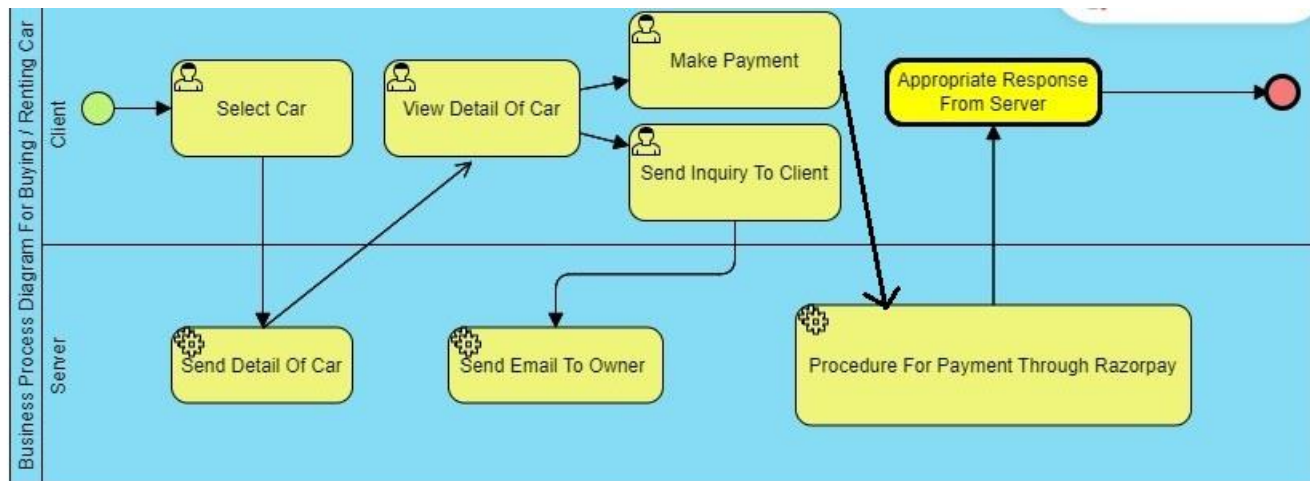 Business Process Diagram For Buying / Renting Car
Client
Select Car
View Detail Of Car
Make Payment
Send Inquiry To Client
Appropriate Response
From Server
Server
Send Detail Of Car
Send Email To Owner
Procedure For Payment Through Razorpay